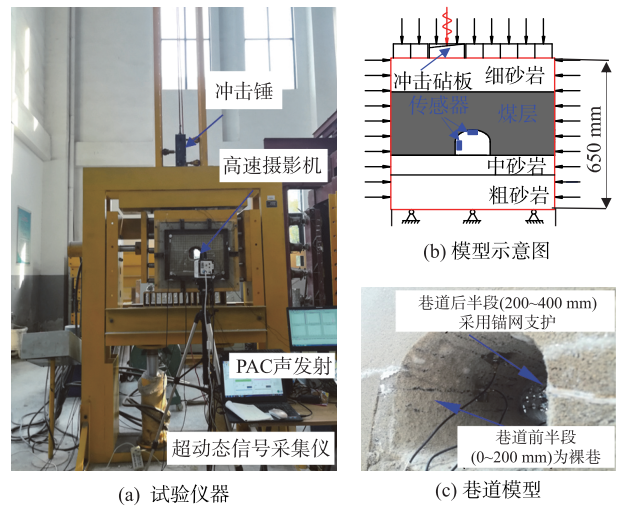 冲击锤
高速摄影机
PAC声发射
超动态信号采集仪
(a) 试验仪器
冲击砧板
细砂岩
传感器
煤层
中砂岩
粗砂岩
650 mm
(b) 模型示意图
巷道后半段(200~400 mm)
采用锚网支护
巷道前半段
(0~200 mm)为裸巷
(c) 巷道模型